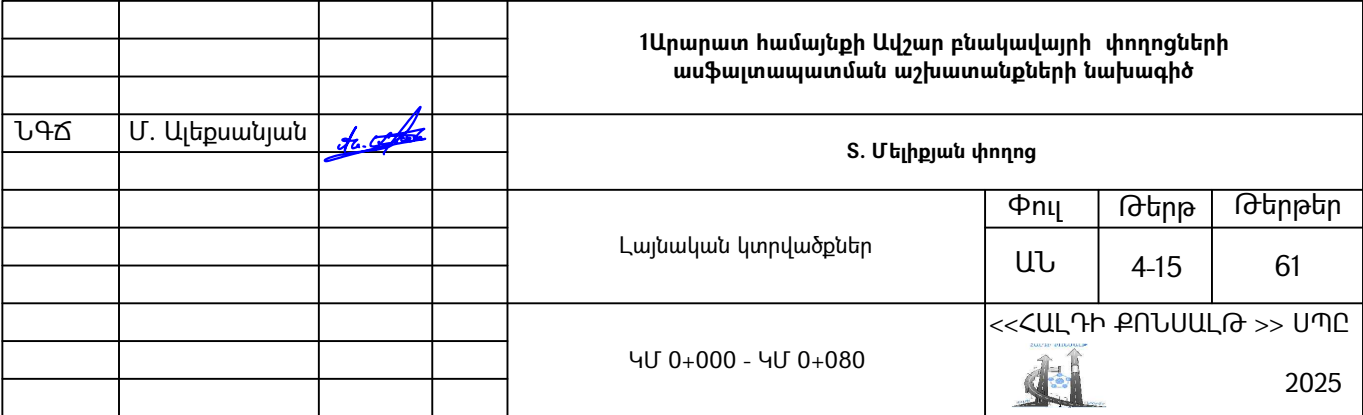 1Արարատ համայնքի Ավշար բնակավայրի փողոցների
ասֆալտապատման աշխատանքների նախագիծ
ՆԳՃ Մ. Ալեքսանյան
Տ. Մելիքյան փողոց
Լայնական կտրվածքներ
Փուլ Թերթ Թերթեր
ԱՆ 4-15 61
ԿՄ 0+000 - ԿՄ 0+080
<<ՀԱԼԴԻ ՔՈՆՍԱԼԹ >> ՍՊԸ
2025